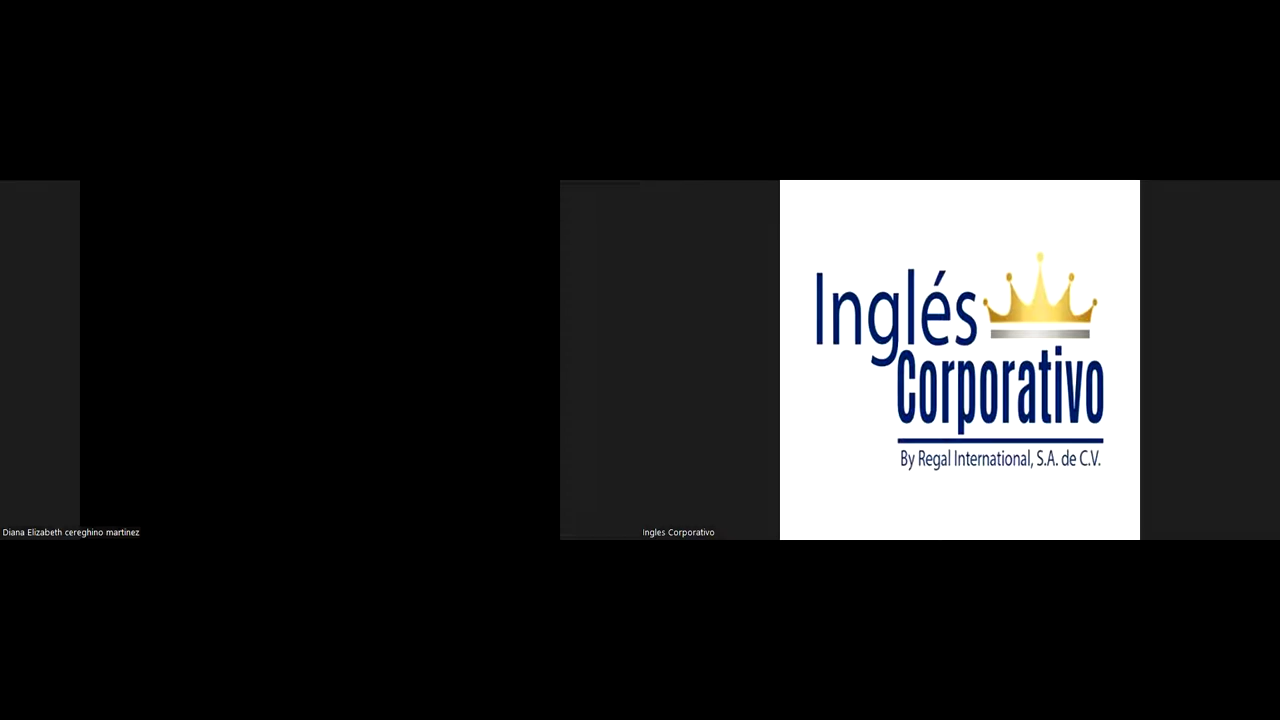 Inglés
Corporativo
By Regal International, S.A. de C.V.
Diana Elizabeth cereghino martinez
Ingles Corporativo